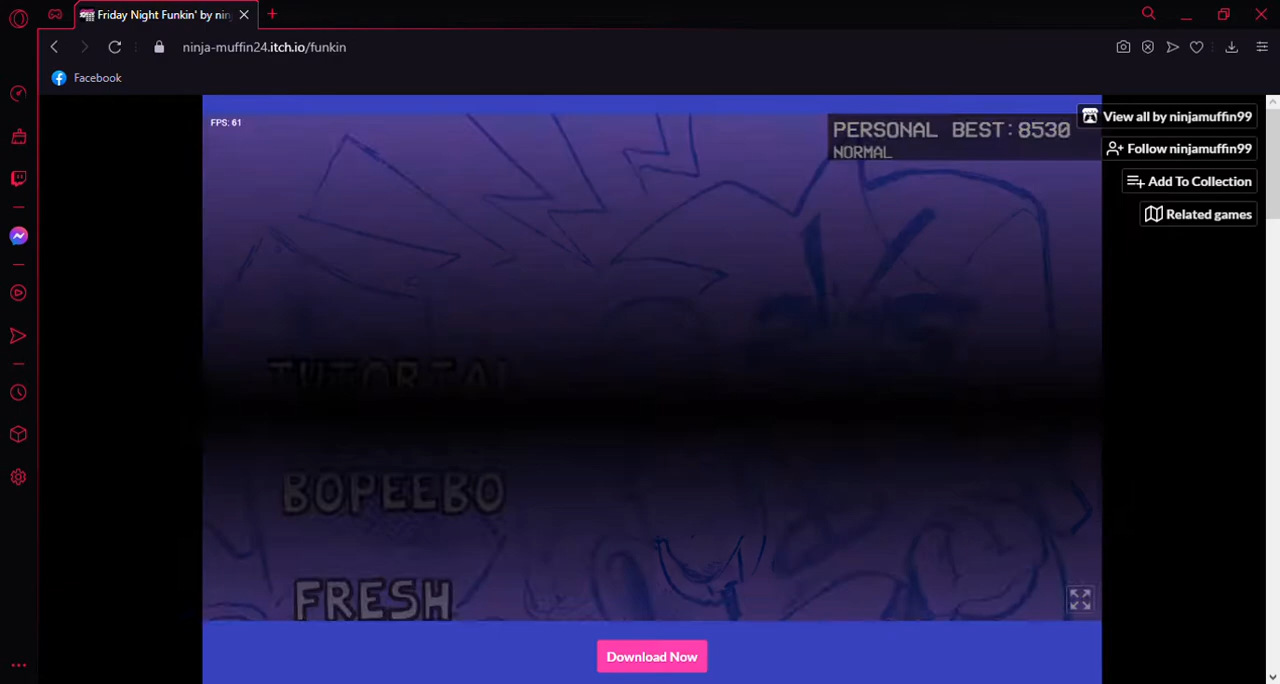 Friday Night Funkin' by nin
ninja-muffin24.itch.io/funkin
Facebook
FPS: 61
PERSONAL BEST:8530
NORMAL
View all by ninjamuffin99
Follow ninjamuffin99
Add To Collection
Related games
TUTORIAL
BOPEEBO
FRESH
Download Now